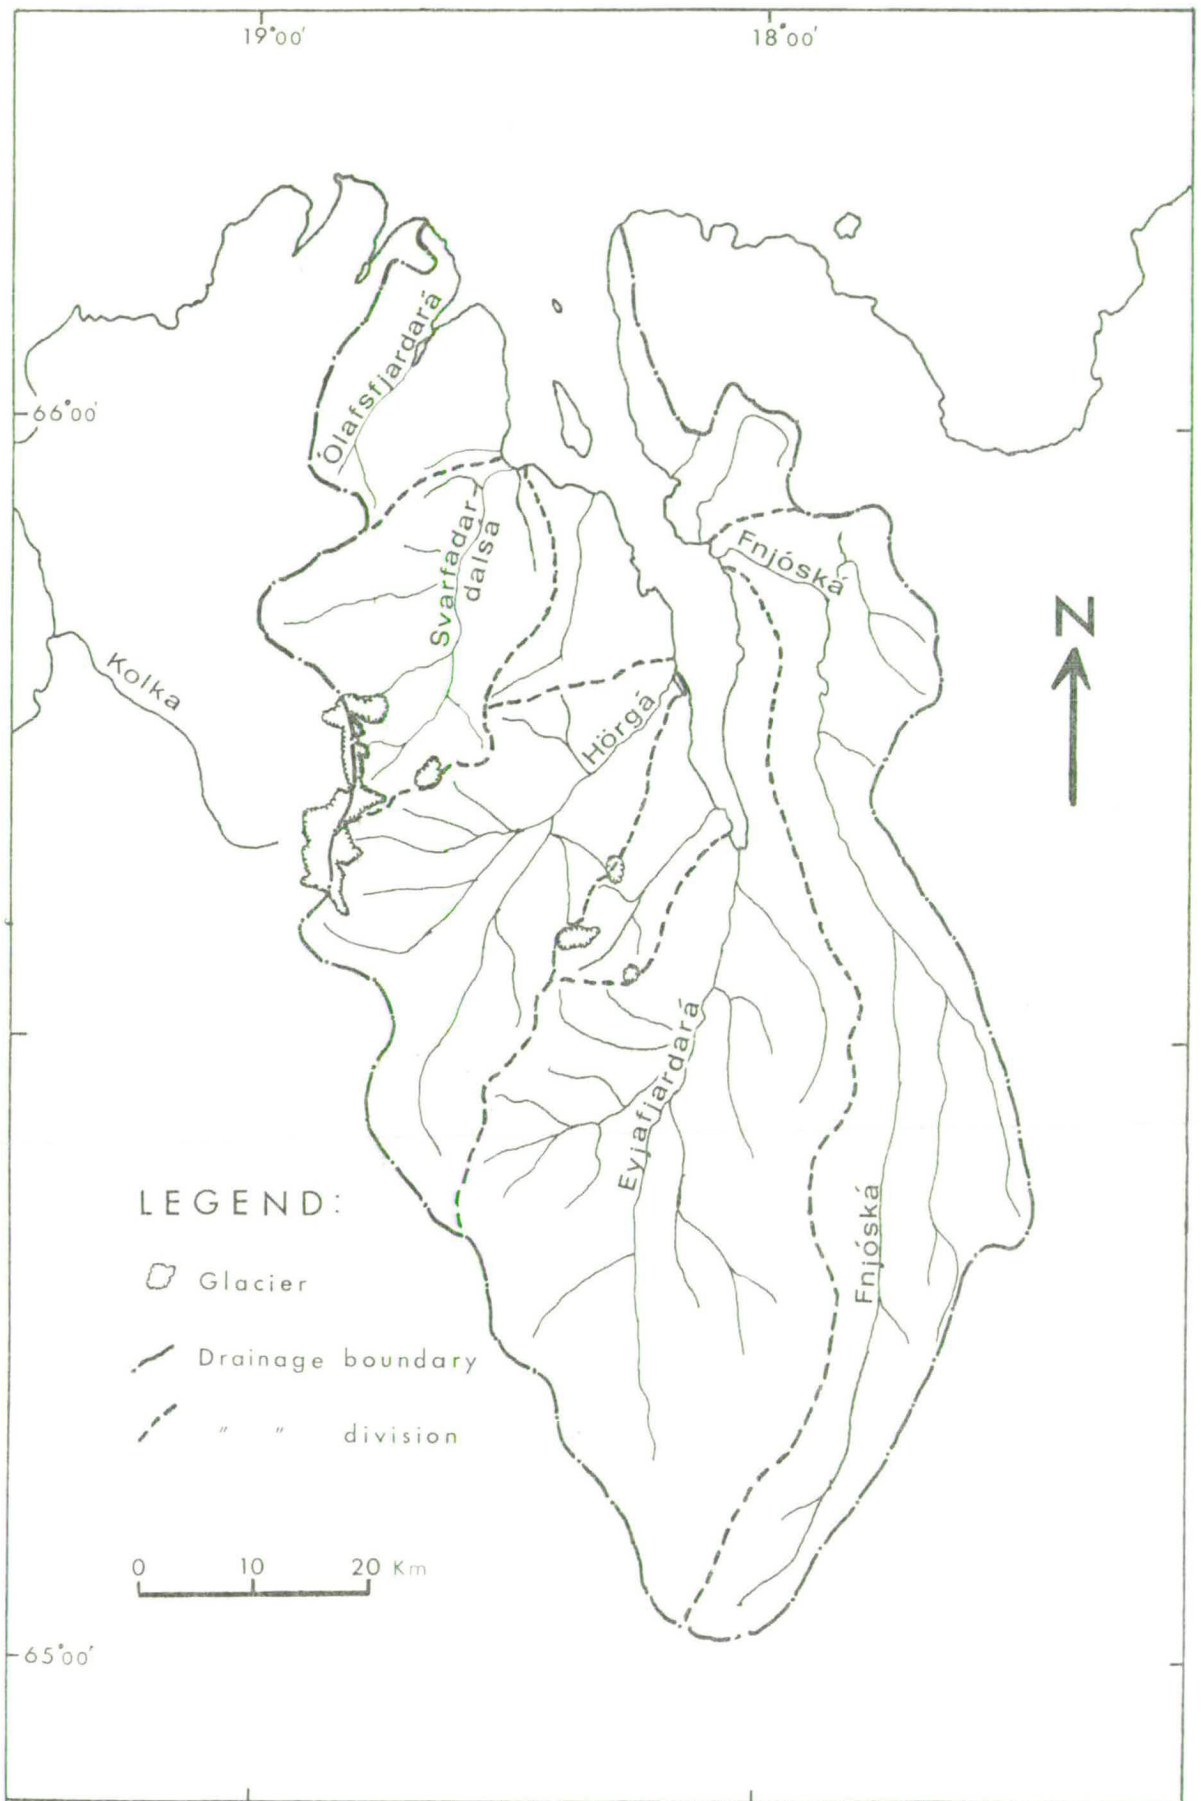 19°00'
18°00'
Ólafsfjardará
66°00'
Svarfadar-
dalsá
Fnjóská
N
Kolka
Hörgá
Eyjafjardará
Fnjóská
LEGEND:
Glacier
Drainage boundary
" " division
0 10 20 Km
65°00'